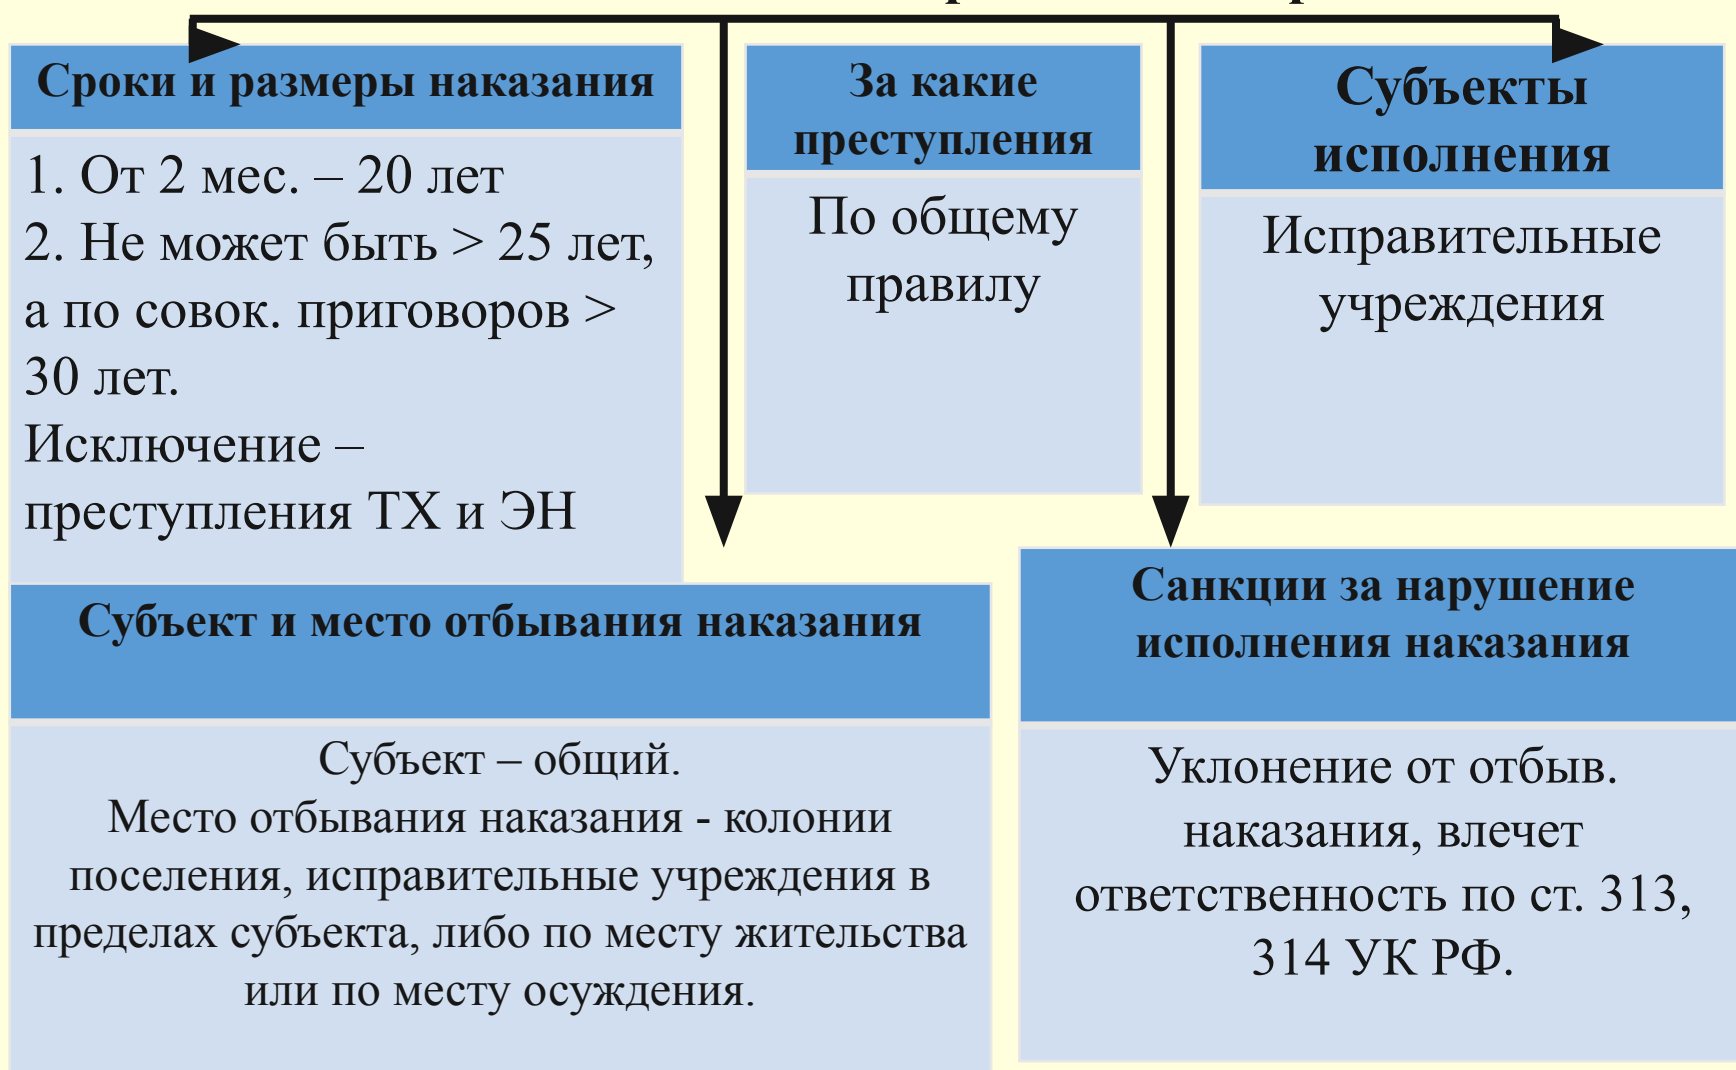 Сроки и размеры наказания
1. От 2 мес. – 20 лет
2. Не может быть > 25 лет,
а по совок. приговоров >
30 лет.
Исключение –
преступления ТХ и ЭН
За какие
преступления
По общему
правилу
Субъекты
исполнения
Исправительные
учреждения
Субъект и место отбывания наказания
Субъект – общий.
Место отбывания наказания - колонии
поселения, исправительные учреждения в
пределах субъекта, либо по месту жительства
или по месту осуждения.
Санкции за нарушение
исполнения наказания
Уклонение от отбыв.
наказания, влечет
ответственность по ст. 313,
314 УК РФ.